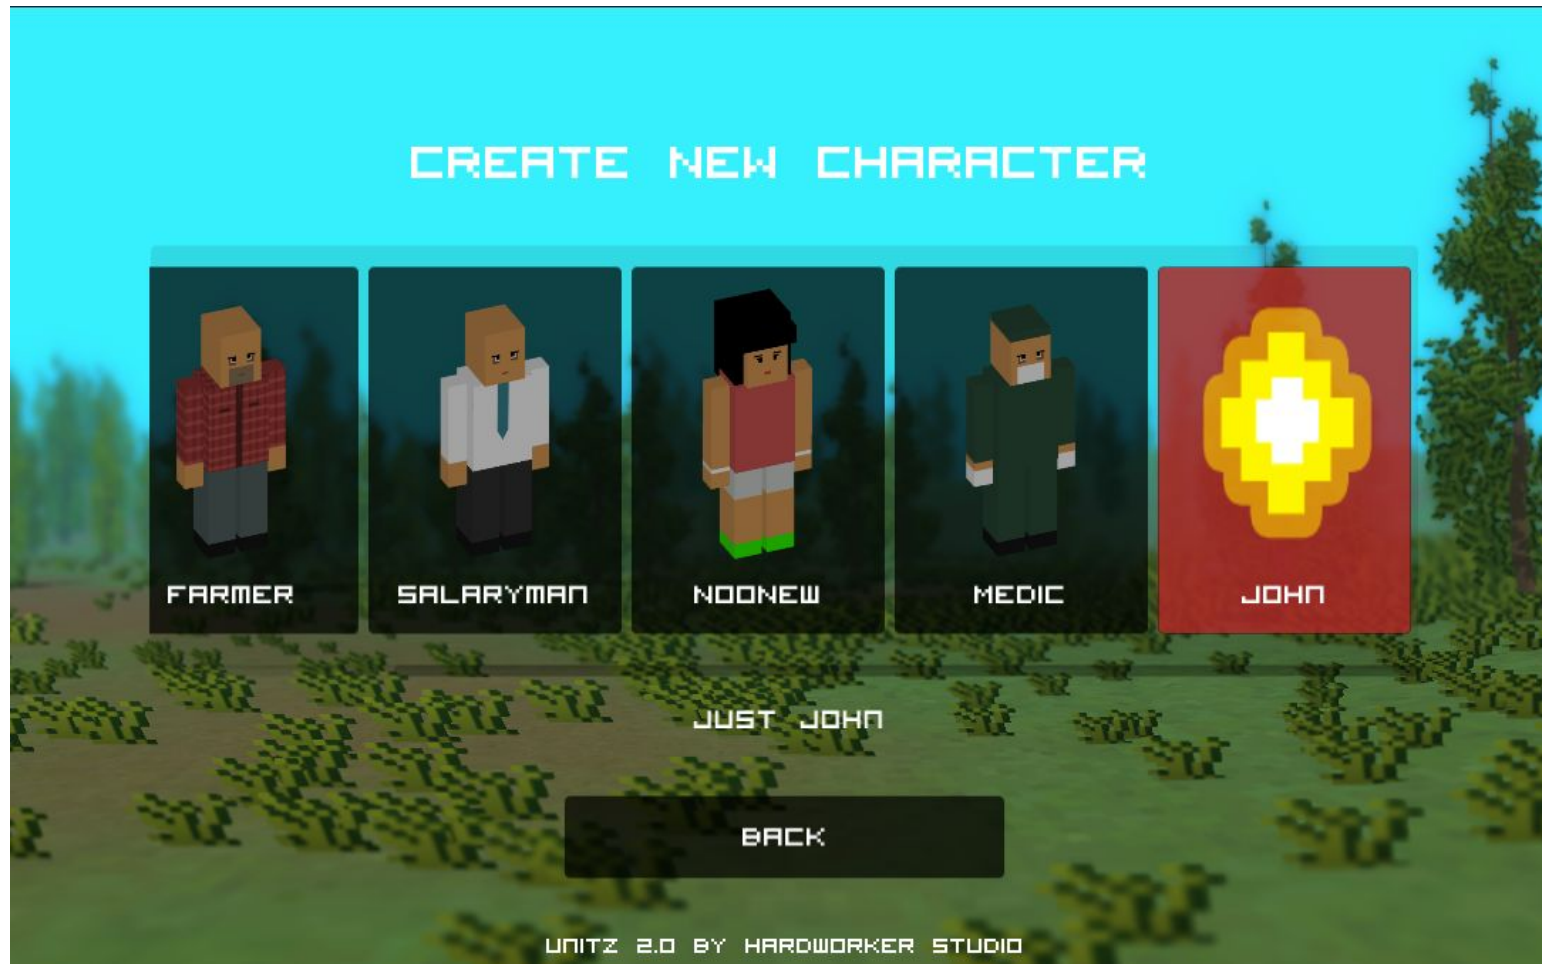 CREATE NEW CHARACTER
FARMER
SALARYMAN
NOONEW
MEDIC
JOHN
JUST JOHN
BACK
UNITZ 2.0 BY HARDWORKER STUDIO